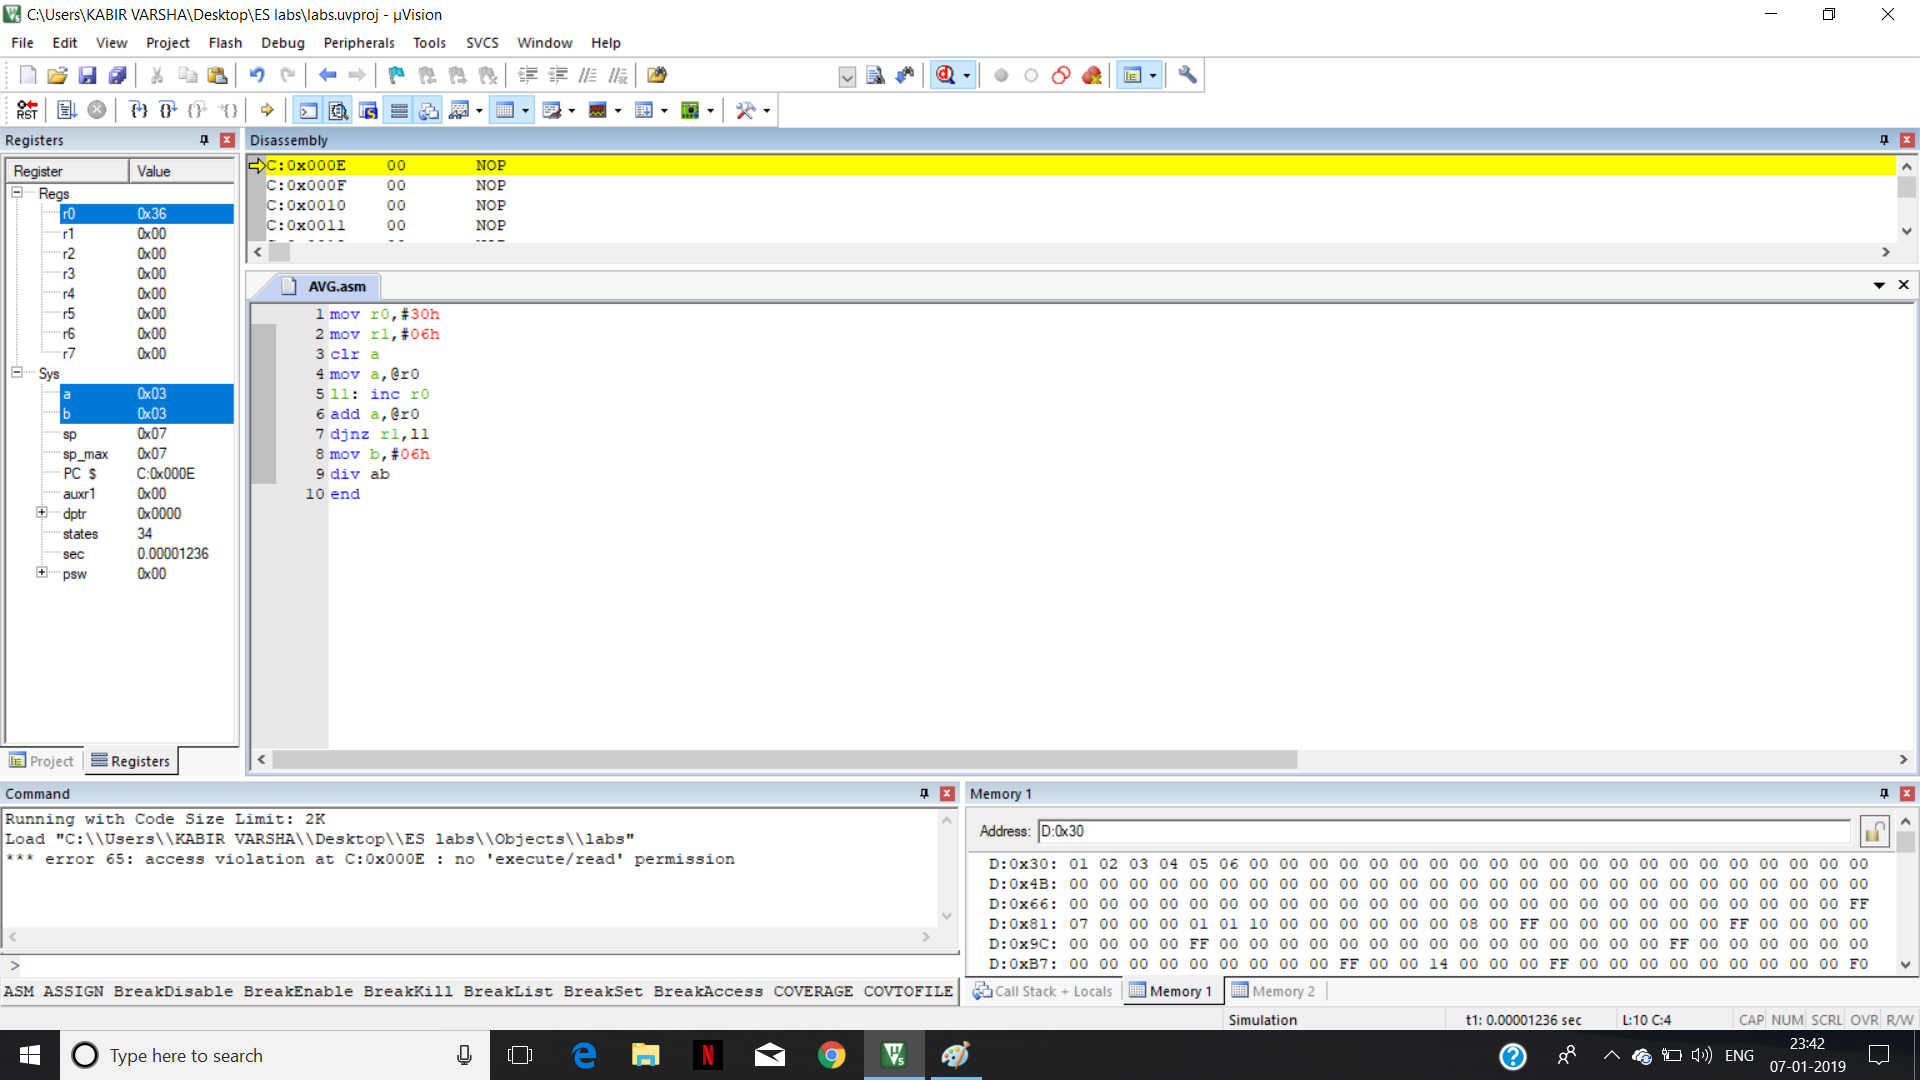 C:\Users\KABIR VARSHA\Desktop\ES labs\labs.uvproj - µVision
File Edit View Project Flash Debug Peripherals Tools SVCS Window Help
RST
Registers
Register Value
Regs
r0 0x36
r1 0x00
r2 0x00
r3 0x00
r4 0x00
r5 0x00
r6 0x00
r7 0x00
Sys
a 0x03
b 0x03
sp 0x07
sp_max 0x07
PC $ C:0x000E
auxr1 0x00
dptr 0x0000
states 34
sec 0.00001236
psw 0x00
Project Registers
Disassembly
C:0x000E 00 NOP
C:0x000F 00 NOP
C:0x0010 00 NOP
C:0x0011 00 NOP
AVG.asm
1 mov r0,#30h
2 mov r1,#06h
3 clr a
4 mov a,@r0
5 l1: inc r0
6 add a,@r0
7 djnz r1,l1
8 mov b,#06h
9 div ab
10 end
Command
Running with Code Size Limit: 2K
Load "C:\\Users\\KABIR VARSHA\\Desktop\\ES labs\\Objects\\labs"
*** error 65: access violation at C:0x000E : no 'execute/read' permission
>
ASM ASSIGN BreakDisable BreakEnable BreakKill BreakList BreakSet BreakAccess COVERAGE COVTOFILE
Memory 1
Address: D:0x30
D:0x30: 01 02 03 04 05 06 00 00 00 00 00 00 00 00 00 00 00 00 00 00 00 00 00 00 00 00 00
D:0x4B: 00 00 00 00 00 00 00 00 00 00 00 00 00 00 00 00 00 00 00 00 00 00 00 00 00 00 00
D:0x66: 00 00 00 00 00 00 00 00 00 00 00 00 00 00 00 00 00 00 00 00 00 00 00 00 00 00 FF
D:0x81: 07 00 00 00 01 01 10 00 00 00 00 00 00 08 00 FF 00 00 00 00 00 00 FF 00 00 00 00
D:0x9C: 00 00 00 00 FF 00 00 00 00 00 00 00 00 00 00 00 00 00 00 00 FF 00 00 00 00 00 00
D:0xB7: 00 00 00 00 00 00 00 00 00 FF 00 00 14 00 00 00 FF 00 00 00 00 00 00 00 00 00 F0
Call Stack + Locals Memory 1 Memory 2
Simulation t1: 0.00001236 sec L:10 C:4 CAP NUM SCRL OVR R/W
Type here to search
ENG
23:42
07-01-2019